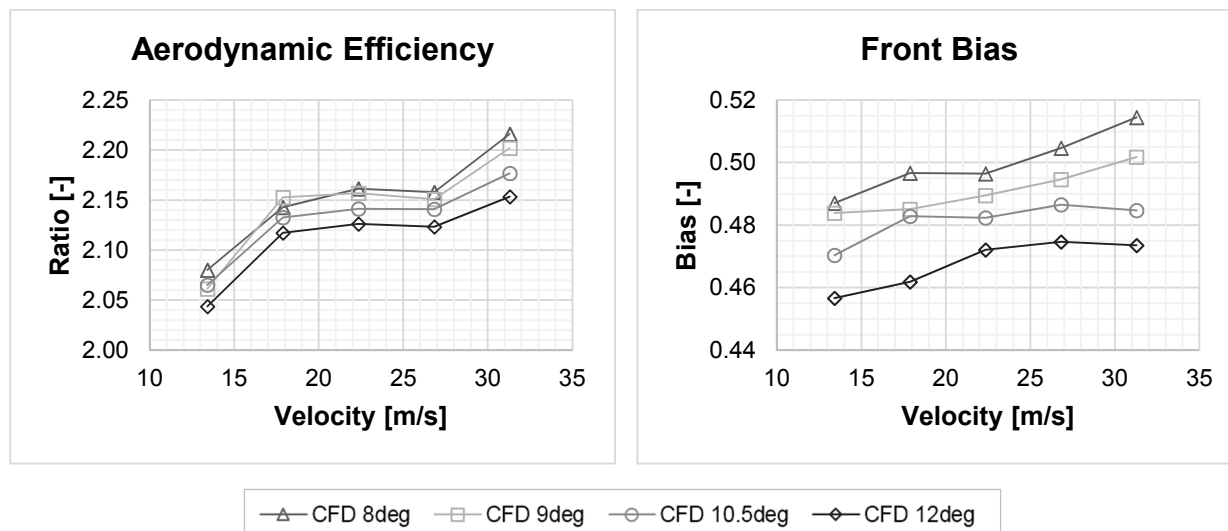 Aerodynamic Efficiency
2.25
2.20
2.15
2.10
2.05
2.00
Ratio [-]
10 15 20 25 30 35
Velocity [m/s]
Front Bias
0.52
0.50
0.48
0.46
0.44
Bias [-]
10 15 20 25 30 35
Velocity [m/s]
CFD 8deg CFD 9deg CFD 10.5deg CFD 12deg